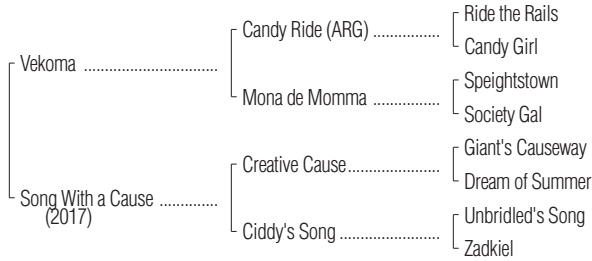 Ride the Rails
Candy Ride (ARG) ................
Candy Girl
Vekoma ................................
Speightstown
Mona de Momma ................
Society Gal
Giant's Causeway
Creative Cause......................
Dream of Summer
Song With a Cause ..............
(2017)
Unbridled's Song
Ciddy's Song ........................
Zadkiel